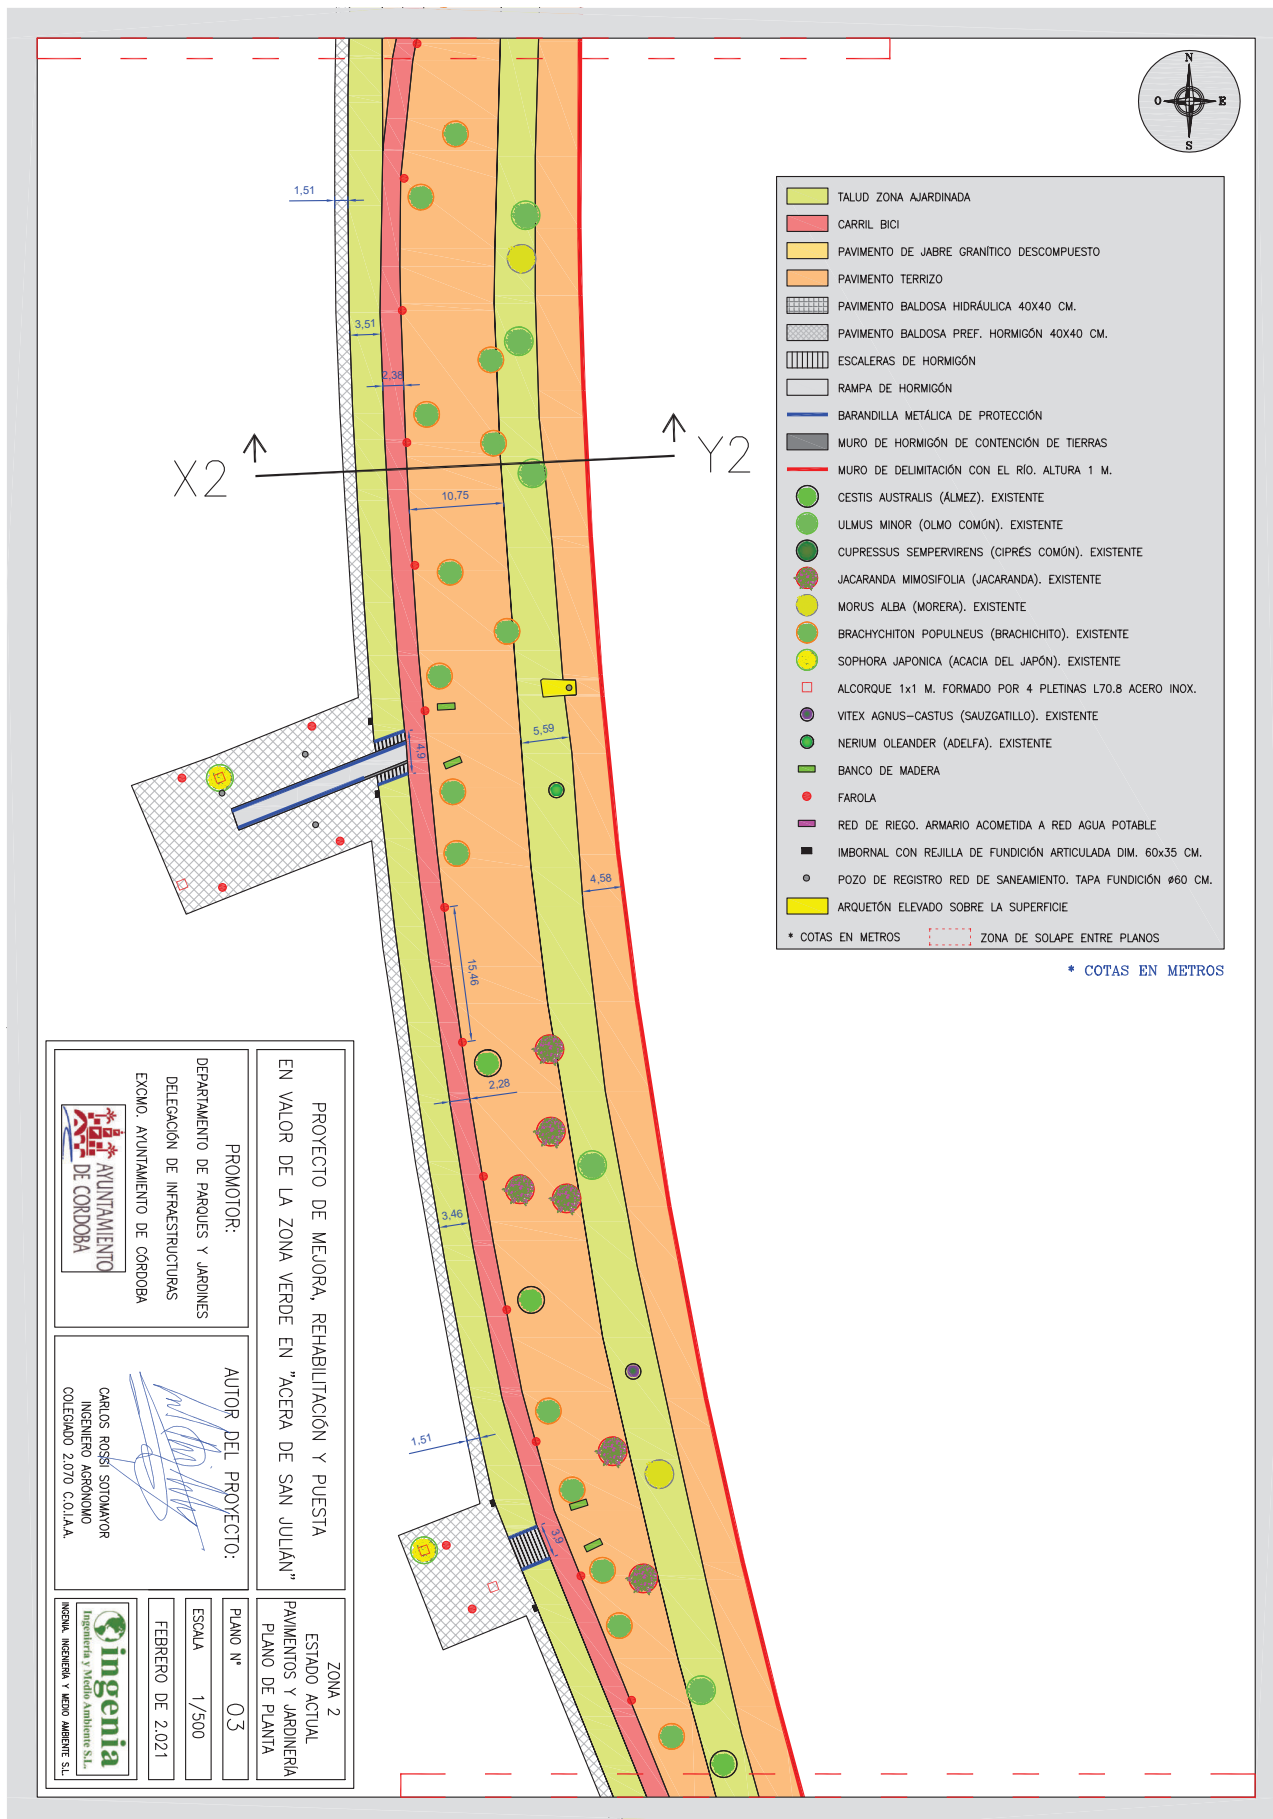 N
O
E
S
1,51
3,51
2,38
X2
Y2
10,75
5,59
4,9
4,58
15,46
2,28
3,46
1,51
3,9
TALUD ZONA AJARDINADA
CARRIL BICI
PAVIMENTO DE JABRE GRANÍTICO DESCOMPUESTO
PAVIMENTO TERRIZO
PAVIMENTO BALDOSA HIDRÁULICA 40X40 CM.
PAVIMENTO BALDOSA PREF. HORMIGÓN 40X40 CM.
ESCALERAS DE HORMIGÓN
RAMPA DE HORMIGÓN
BARANDILLA METÁLICA DE PROTECCIÓN
MURO DE HORMIGÓN DE CONTENCIÓN DE TIERRAS
MURO DE DELIMITACIÓN CON EL RÍO. ALTURA 1 M.
CESTIS AUSTRALIS (ÁLMEZ). EXISTENTE
ULMUS MINOR (OLMO COMÚN). EXISTENTE
CUPRESSUS SEMPERVIRENS (CIPRÉS COMÚN). EXISTENTE
JACARANDA MIMOSIFOLIA (JACARANDA). EXISTENTE
MORUS ALBA (MORERA). EXISTENTE
BRACHYCHITON POPULNEUS (BRACHICHITO). EXISTENTE
SOPHORA JAPONICA (ACACIA DEL JAPÓN). EXISTENTE
ALCORQUE 1x1 M. FORMADO POR 4 PLETINAS L70.8 ACERO INOX.
VITEX AGNUS-CASTUS (SAUZGATILLO). EXISTENTE
NERIUM OLEANDER (ADELFA). EXISTENTE
BANCO DE MADERA
FAROLA
RED DE RIEGO. ARMARIO ACOMETIDA A RED AGUA POTABLE
IMBORNAL CON REJILLA DE FUNDICIÓN ARTICULADA DIM. 60x35 CM.
POZO DE REGISTRO RED DE SANEAMIENTO. TAPA FUNDICIÓN ø60 CM.
ARQUETÓN ELEVADO SOBRE LA SUPERFICIE
* COTAS EN METROS
ZONA DE SOLAPE ENTRE PLANOS
* COTAS EN METROS
PROYECTO DE MEJORA, REHABILITACIÓN Y PUESTA
EN VALOR DE LA ZONA VERDE EN "ACERA DE SAN JULIÁN"
PROMOTOR:
DEPARTAMENTO DE PARQUES Y JARDINES
DELEGACIÓN DE INFRAESTRUCTURAS
EXCMO. AYUNTAMIENTO DE CÓRDOBA
AYUNTAMIENTO
DE CORDOBA
AUTOR DEL PROYECTO:
CARLOS ROSSI SOTOMAYOR
INGENIERO AGRÓNOMO
COLEGIADO 2.070 C.O.I.A.A.
ZONA 2
ESTADO ACTUAL
PAVIMENTOS Y JARDINERÍA
PLANO DE PLANTA
PLANO Nº 03
ESCALA 1/500
FEBRERO DE 2.021
ingenia
Ingeniería y Medio Ambiente S.L.
INGENIA, INGENIERÍA Y MEDIO AMBIENTE S.L.